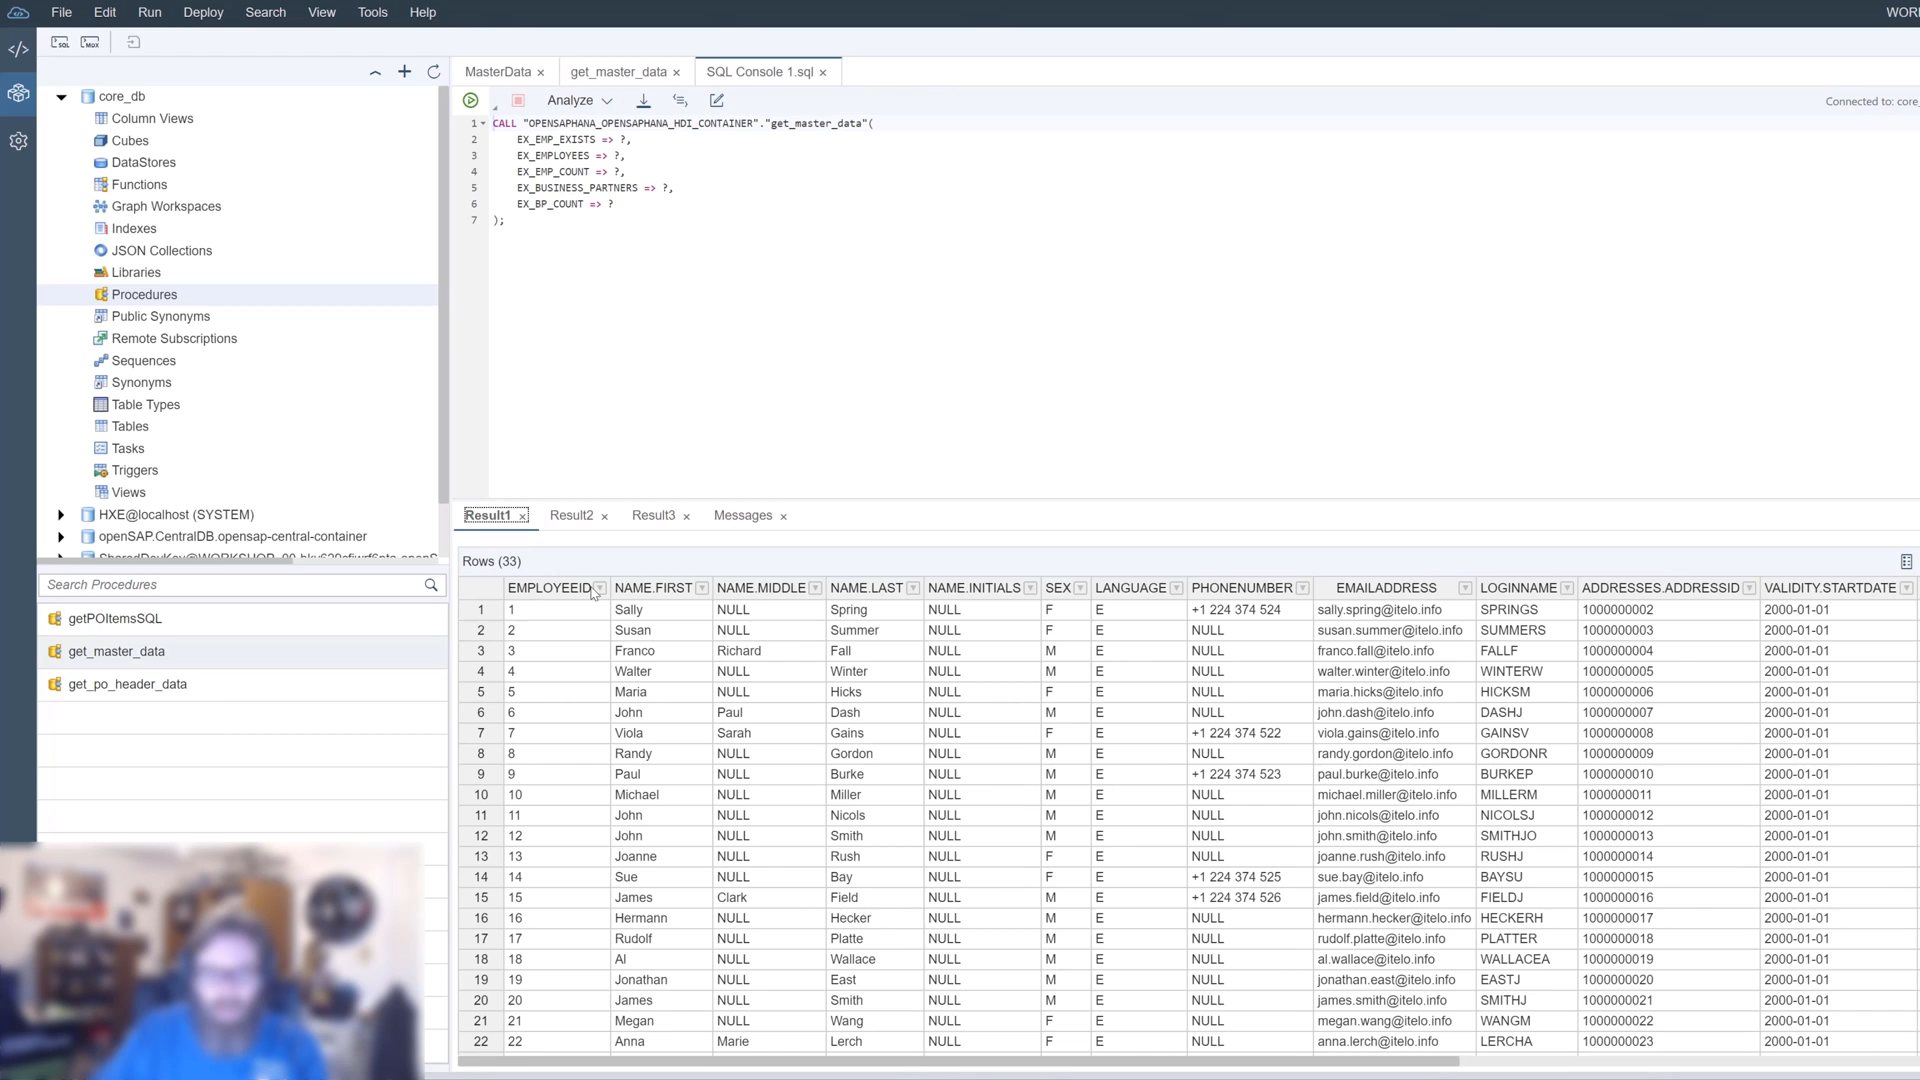 File Edit Run Deploy Search View Tools Help
core_db
Column Views
Cubes
DataStores
Functions
Graph Workspaces
Indexes
JSON Collections
Libraries
Procedures
Public Synonyms
Remote Subscriptions
Sequences
Synonyms
Table Types
Tables
Tasks
Triggers
Views
HXE@localhost (SYSTEM)
openSAP.CentralDB.opensap-central-container
Search Procedures
getPOItemsSQL
get_master_data
get_po_header_data
MasterData × get_master_data × SQL Console 1.sql ×
Analyze
Connected to: core_
1 CALL "OPENSAPHANA_OPENSAPHANA_HDI_CONTAINER"."get_master_data"(
2 EX_EMP_EXISTS => ?,
3 EX_EMPLOYEES => ?,
4 EX_EMP_COUNT => ?,
5 EX_BUSINESS_PARTNERS => ?,
6 EX_BP_COUNT => ?
7 );
Result1 × Result2 × Result3 × Messages ×
Rows (33)
EMPLOYEEID NAME.FIRST NAME.MIDDLE NAME.LAST NAME.INITIALS SEX LANGUAGE PHONENUMBER EMAILADDRESS LOGINNAME ADDRESSES.ADDRESSID VALIDITY.STARTDATE
1 1 Sally NULL Spring NULL F E +1 224 374 524 sally.spring@itelo.info SPRINGS 1000000002 2000-01-01
2 2 Susan NULL Summer NULL F E NULL susan.summer@itelo.info SUMMERS 1000000003 2000-01-01
3 3 Franco Richard Fall NULL M E NULL franco.fall@itelo.info FALLF 1000000004 2000-01-01
4 4 Walter NULL Winter NULL M E NULL walter.winter@itelo.info WINTERW 1000000005 2000-01-01
5 5 Maria NULL Hicks NULL F E NULL maria.hicks@itelo.info HICKSM 1000000006 2000-01-01
6 6 John Paul Dash NULL M E NULL john.dash@itelo.info DASHJ 1000000007 2000-01-01
7 7 Viola Sarah Gains NULL F E +1 224 374 522 viola.gains@itelo.info GAINSV 1000000008 2000-01-01
8 8 Randy NULL Gordon NULL M E NULL randy.gordon@itelo.info GORDONR 1000000009 2000-01-01
9 9 Paul NULL Burke NULL M E +1 224 374 523 paul.burke@itelo.info BURKEP 1000000010 2000-01-01
10 10 Michael NULL Miller NULL M E NULL michael.miller@itelo.info MILLERM 1000000011 2000-01-01
11 11 John NULL Nicols NULL M E NULL john.nicols@itelo.info NICOLSJ 1000000012 2000-01-01
12 12 John NULL Smith NULL M E NULL john.smith@itelo.info SMITHJO 1000000013 2000-01-01
13 13 Joanne NULL Rush NULL F E NULL joanne.rush@itelo.info RUSHJ 1000000014 2000-01-01
14 14 Sue NULL Bay NULL F E +1 224 374 525 sue.bay@itelo.info BAYSU 1000000015 2000-01-01
15 15 James Clark Field NULL M E +1 224 374 526 james.field@itelo.info FIELDJ 1000000016 2000-01-01
16 16 Hermann NULL Hecker NULL M E NULL hermann.hecker@itelo.info HECKERH 1000000017 2000-01-01
17 17 Rudolf NULL Platte NULL M E NULL rudolf.platte@itelo.info PLATTER 1000000018 2000-01-01
18 18 Al NULL Wallace NULL M E NULL al.wallace@itelo.info WALLACEA 1000000019 2000-01-01
19 19 Jonathan NULL East NULL M E NULL jonathan.east@itelo.info EASTJ 1000000020 2000-01-01
20 20 James NULL Smith NULL M E NULL james.smith@itelo.info SMITHJ 1000000021 2000-01-01
21 21 Megan NULL Wang NULL F E NULL megan.wang@itelo.info WANGM 1000000022 2000-01-01
22 22 Anna Marie Lerch NULL F E NULL anna.lerch@itelo.info LERCHA 1000000023 2000-01-01